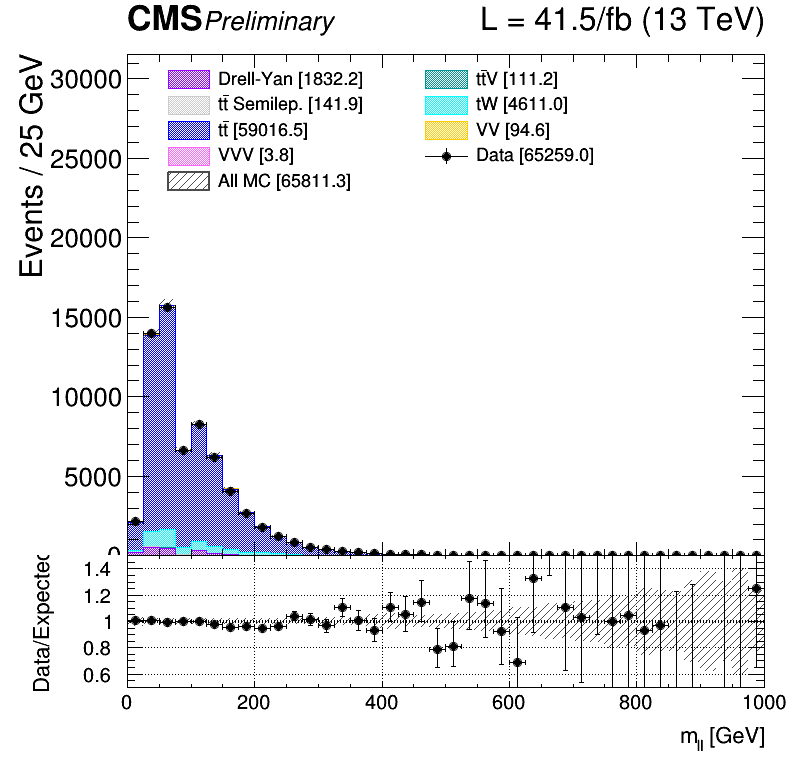 CMS Preliminary L = 41.5/fb (13 TeV)
Events / 25 GeV
30000
25000
20000
15000
10000
5000
0
Drell-Yan [1832.2]
tt̄ Semilep. [141.9]
tt̄ [59016.5]
VVV [3.8]
All MC [65811.3]
tt̄V [111.2]
tW [4611.0]
VV [94.6]
Data [65259.0]
Data/Expected
1.4
1.2
1
0.8
0.6
0 200 400 600 800 1000
m_ll [GeV]